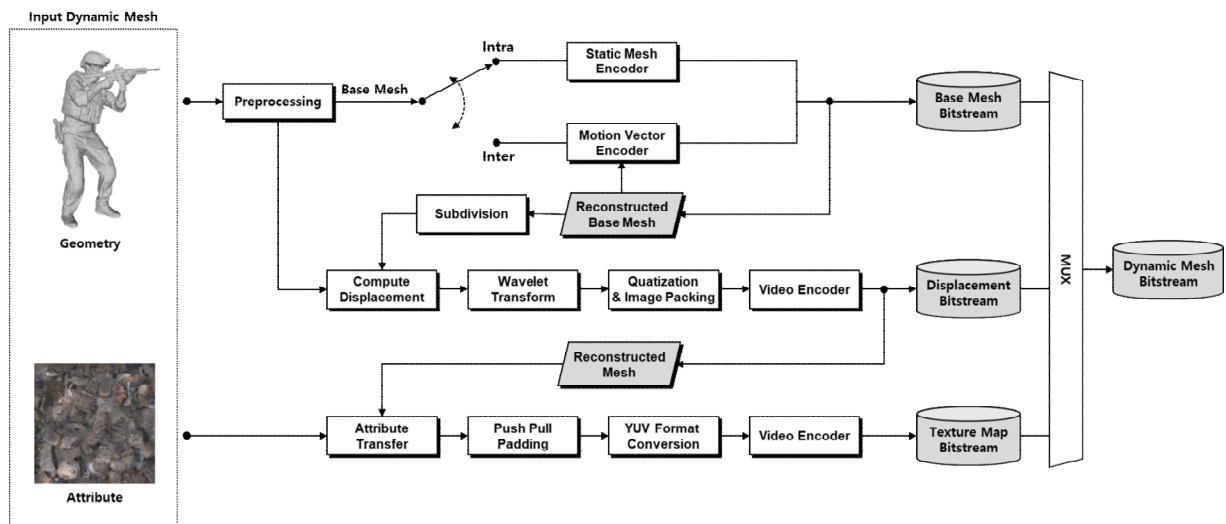 Input Dynamic Mesh
Geometry
Attribute
Preprocessing
Base Mesh
Intra
Inter
Static Mesh
Encoder
Motion Vector
Encoder
Base Mesh
Bitstream
Subdivision
Reconstructed
Base Mesh
Compute
Displacement
Wavelet
Transform
Quatization
& Image Packing
Video Encoder
Displacement
Bitstream
MUX
Dynamic Mesh
Bitstream
Reconstructed
Mesh
Attribute
Transfer
Push Pull
Padding
YUV Format
Conversion
Video Encoder
Texture Map
Bitstream